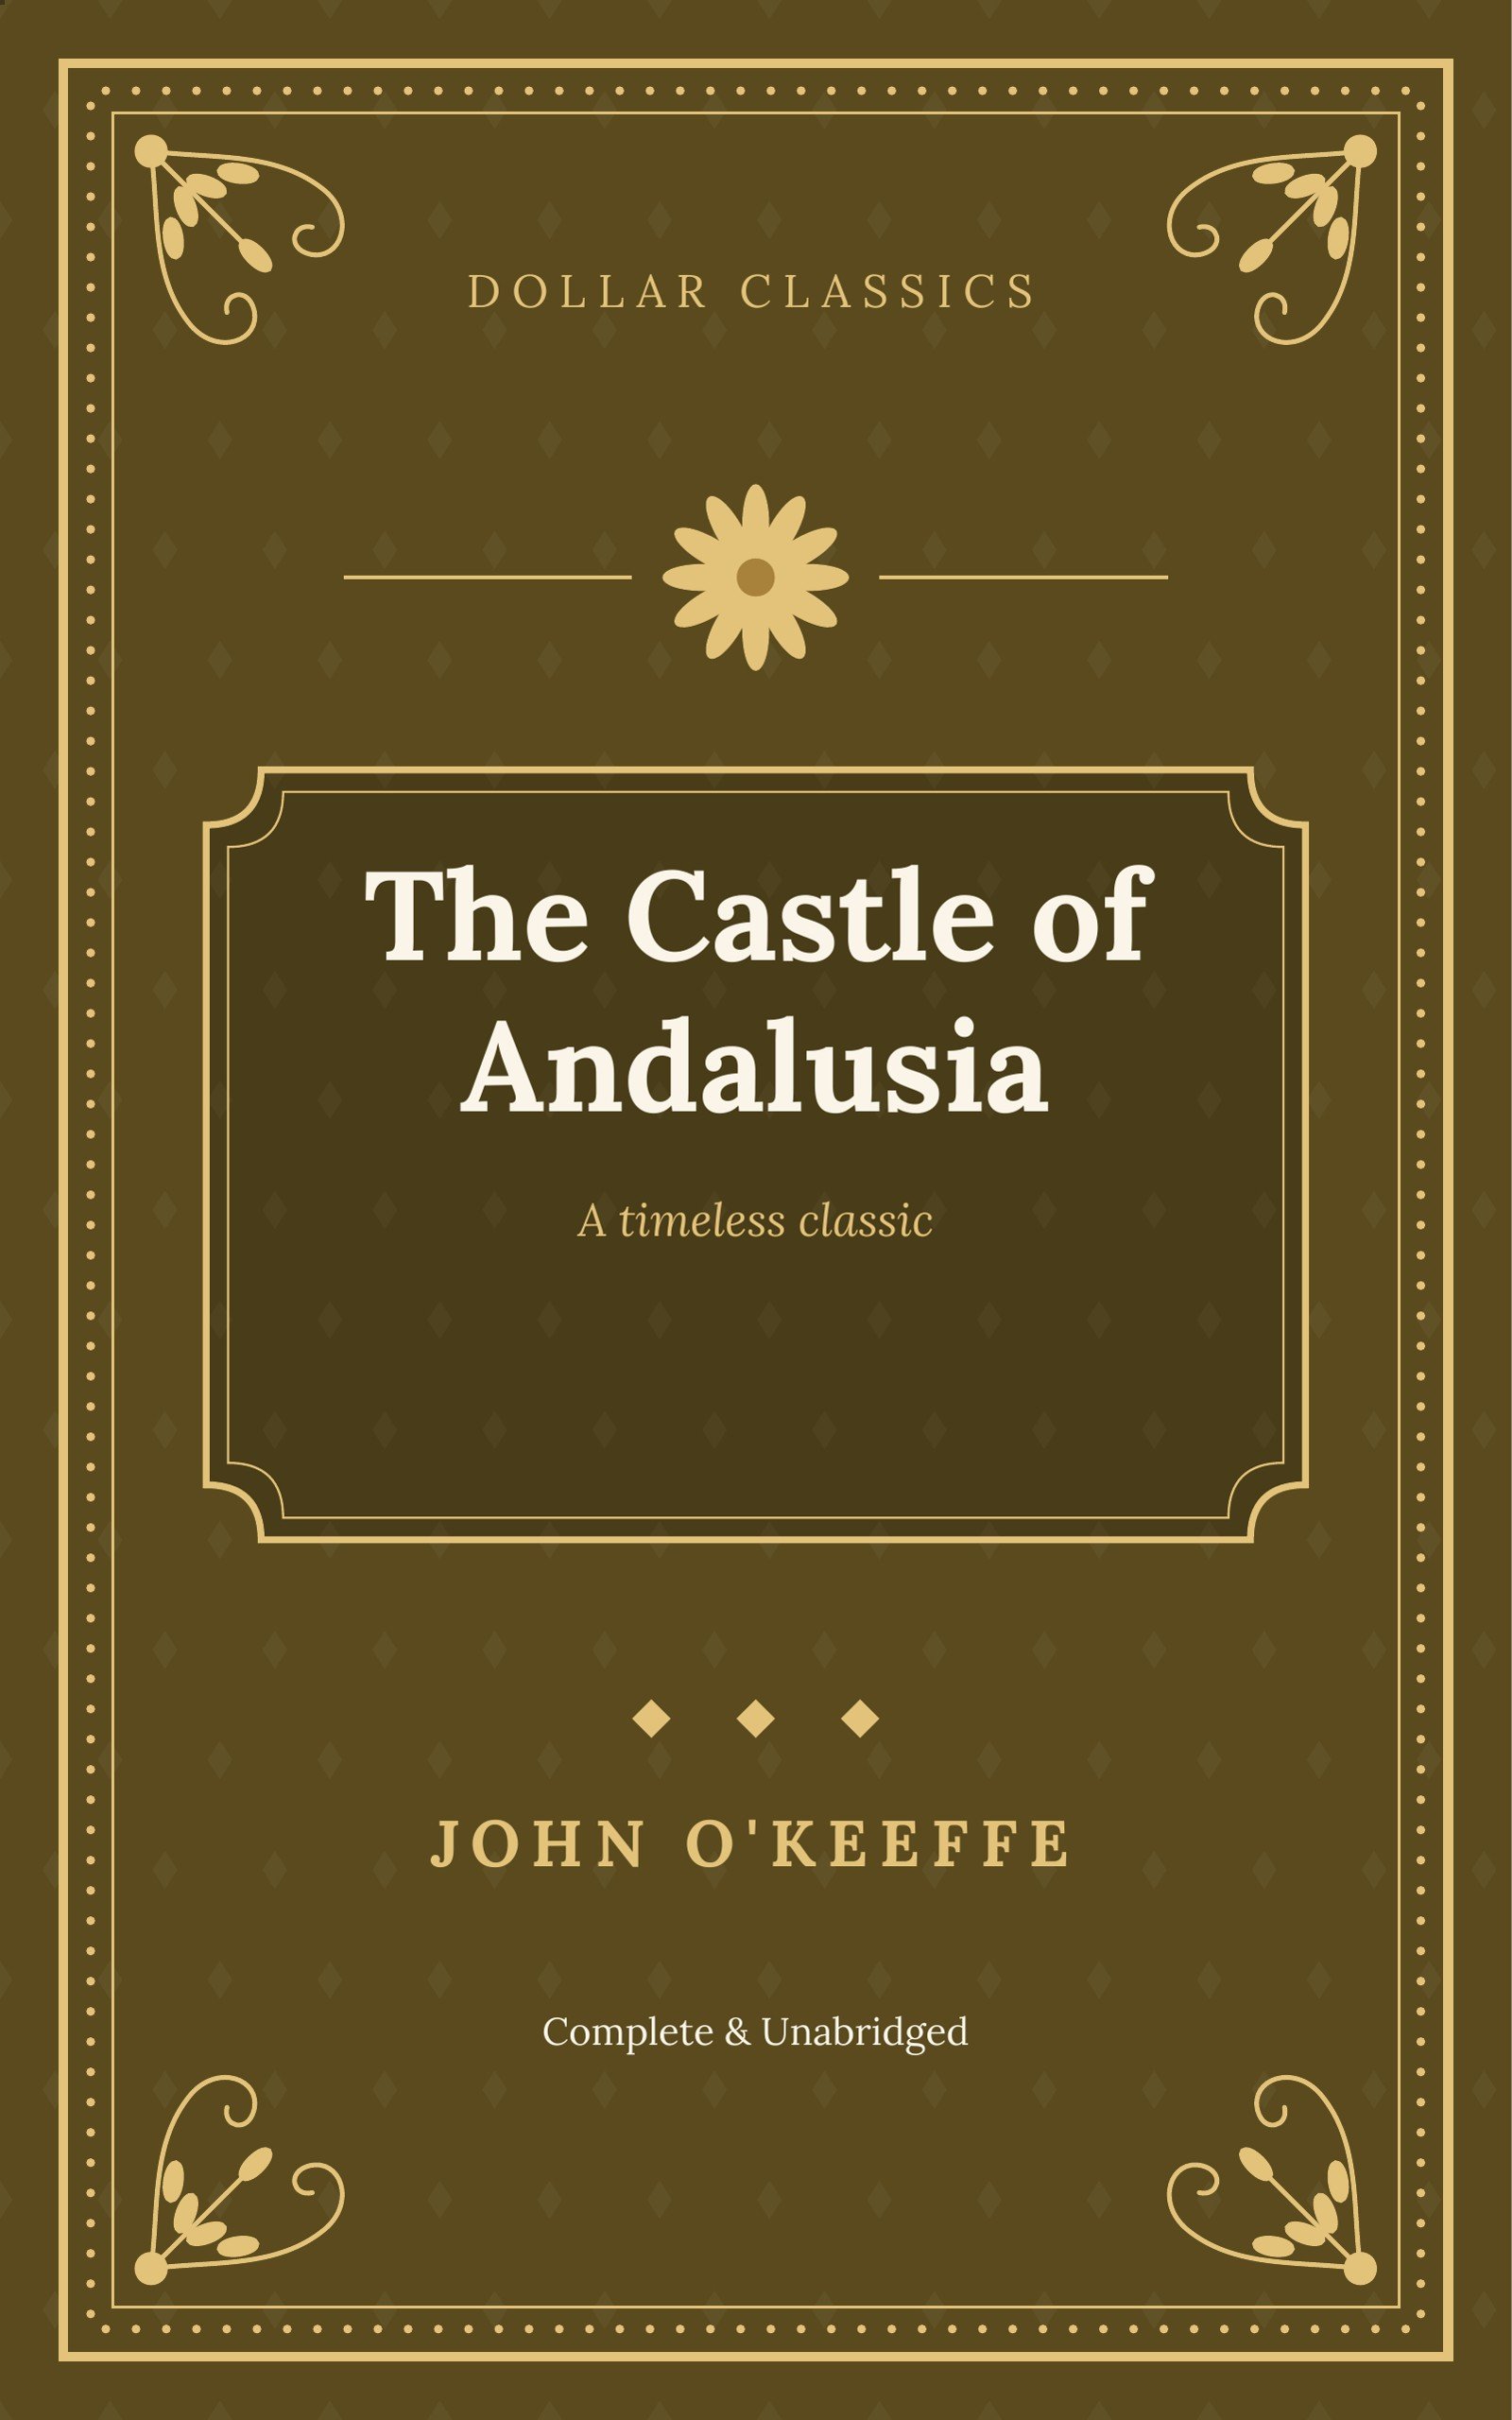 DOLLAR CLASSICS
The Castle of
Andalusia
A timeless classic
JOHN O'KEEFFE
Complete & Unabridged